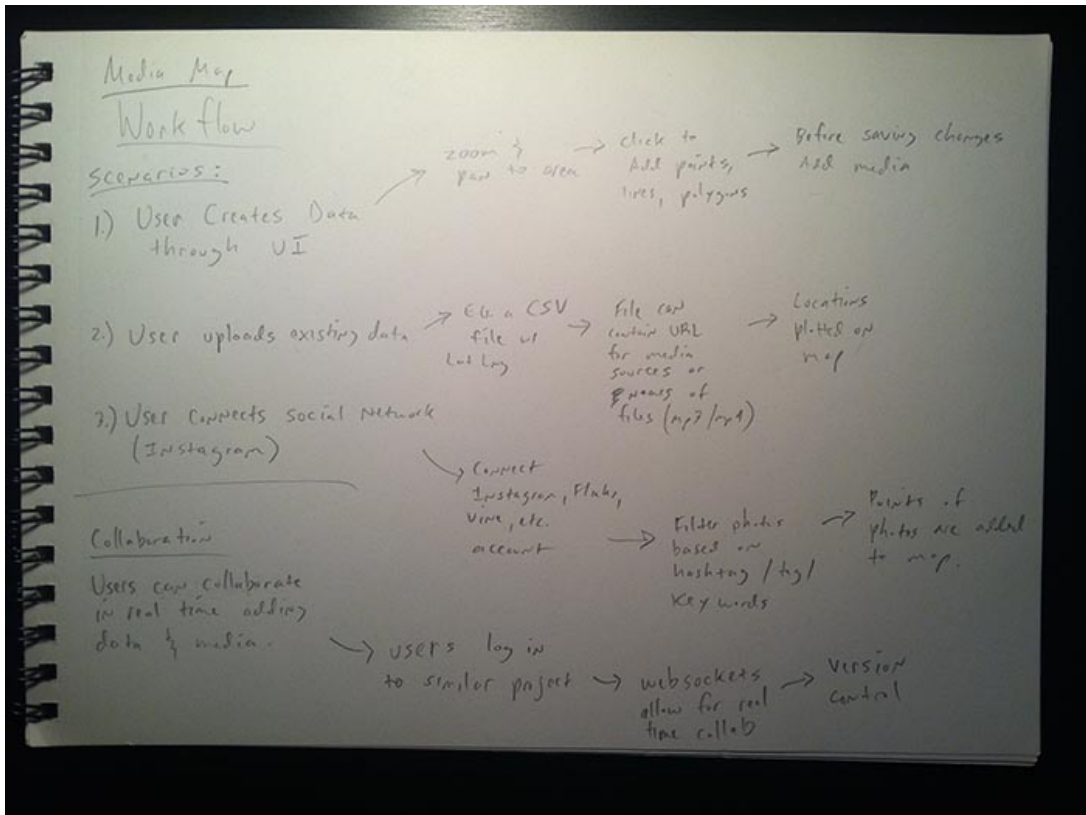 Media Map
Workflow
Scenarios:
1.) User Creates Data
through UI
zoom &
pan to area
click to
Add points,
lines, polygons
Before saving changes
Add media
2.) User uploads existing data
EG. a CSV
file w/
Lat Lng
File can
contain URL
for media
sources or
names of
files (mp3/mp4)
Locations
plotted on
map
3.) User connects social network
(Instagram)
Connect
Instagram, Flickr,
Vine, etc.
account
Filter photos
based on
hashtag / tag /
key words
Points of
photos are added
to map.
Collaboration
Users can collaborate
in real time adding
data & media.
users log in
to similar project
websockets
allow for real
time collab
version
control